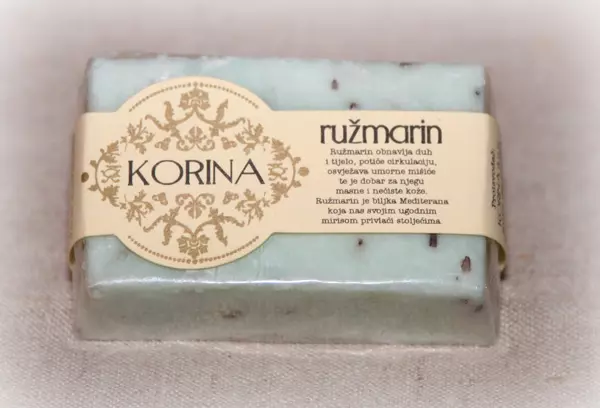 KORINA
ružmarin
Ružmarin obnavija duh
i tijelo, potiče cirkulaciju,
osvježava umorne mišiće
te je dobar za njegu
masne i nečiste kože.
Ružmarin je biljka Mediterana
koja nas svojim ugodnim
mirisom privlači stoljećima